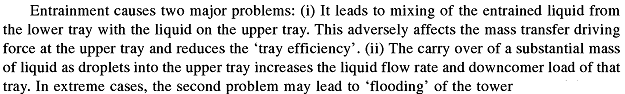 Entrainment causes two major problems: (i) It leads to mixing of the entrained liquid from
the lower tray with the liquid on the upper tray. This adversely affects the mass transfer driving
force at the upper tray and reduces the ‘tray efficiency’. (ii) The carry over of a substantial mass
of liquid as droplets into the upper tray increases the liquid flow rate and downcomer load of that
tray. In extreme cases, the second problem may lead to ‘flooding’ of the tower